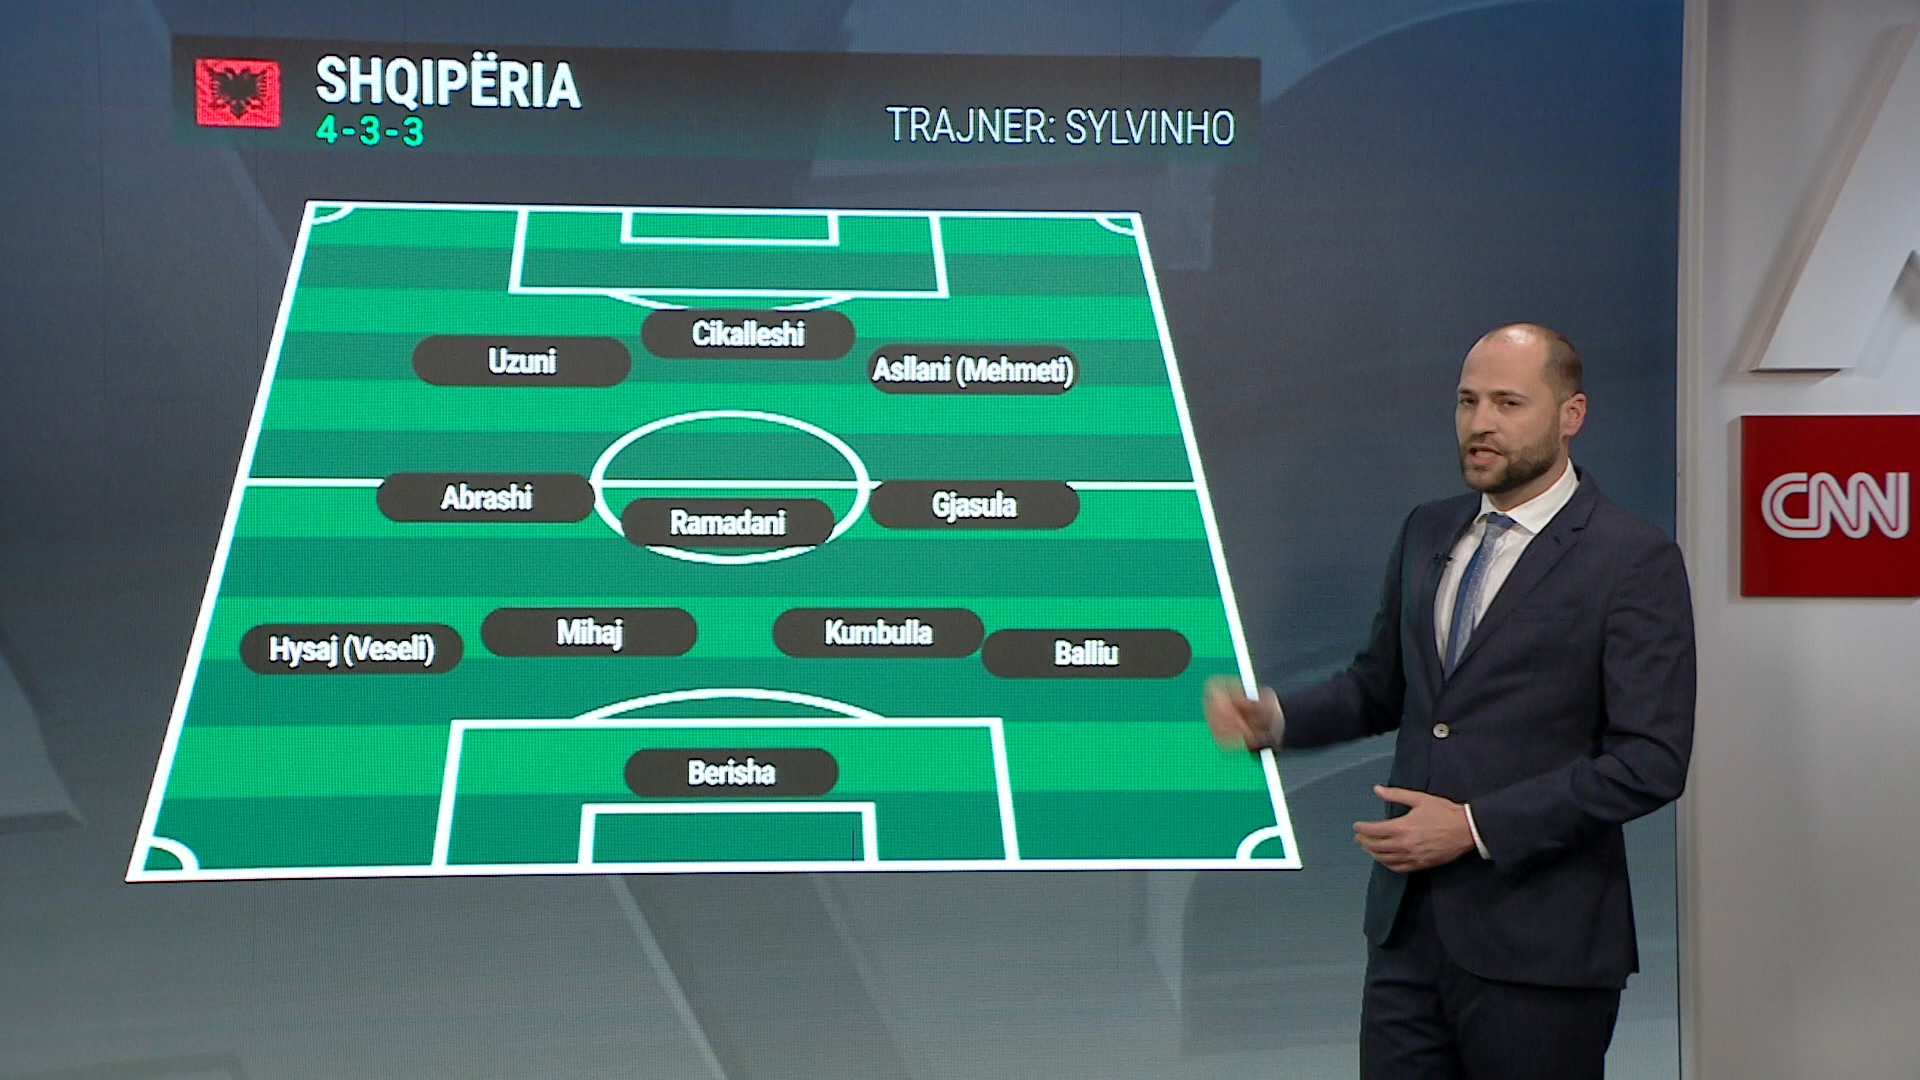 SHQIPËRIA
4-3-3
TRAJNER: SYLVINHO
Cikalleshi
Uzuni
Asllani (Mehmeti)
Abrashi
Ramadani
Gjasula
Hysaj (Veseli)
Mihaj
Kumbulla
Balliu
Berisha
A
CNN